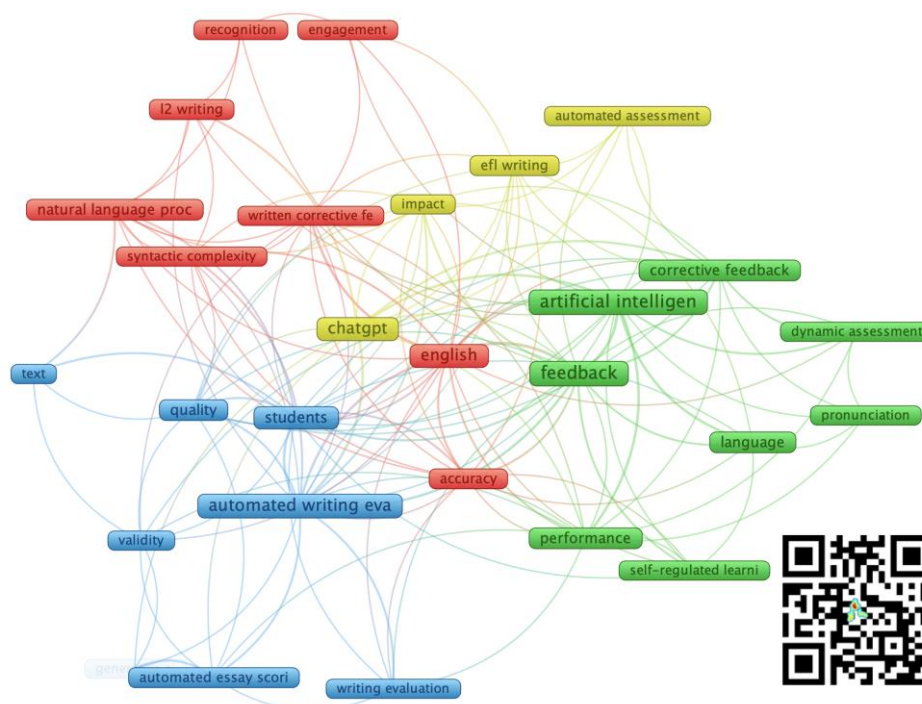 recognition
engagement
l2 writing
automated assessment
efl writing
natural language proc
impact
written corrective fe
syntactic complexity
corrective feedback
artificial intelligen
chatgpt
dynamic assessment
english
text
feedback
quality
students
pronunciation
language
accuracy
automated writing eva
validity
performance
self-regulated learni
automated essay scori
writing evaluation